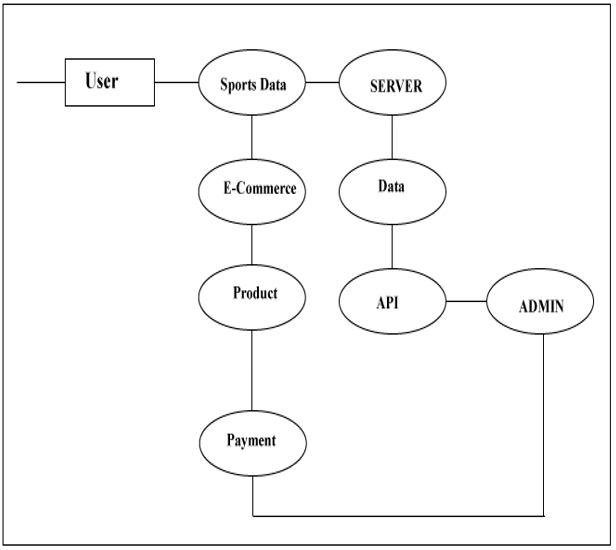 User
Sports Data
SERVER
E-Commerce
Data
Product
API
ADMIN
Payment